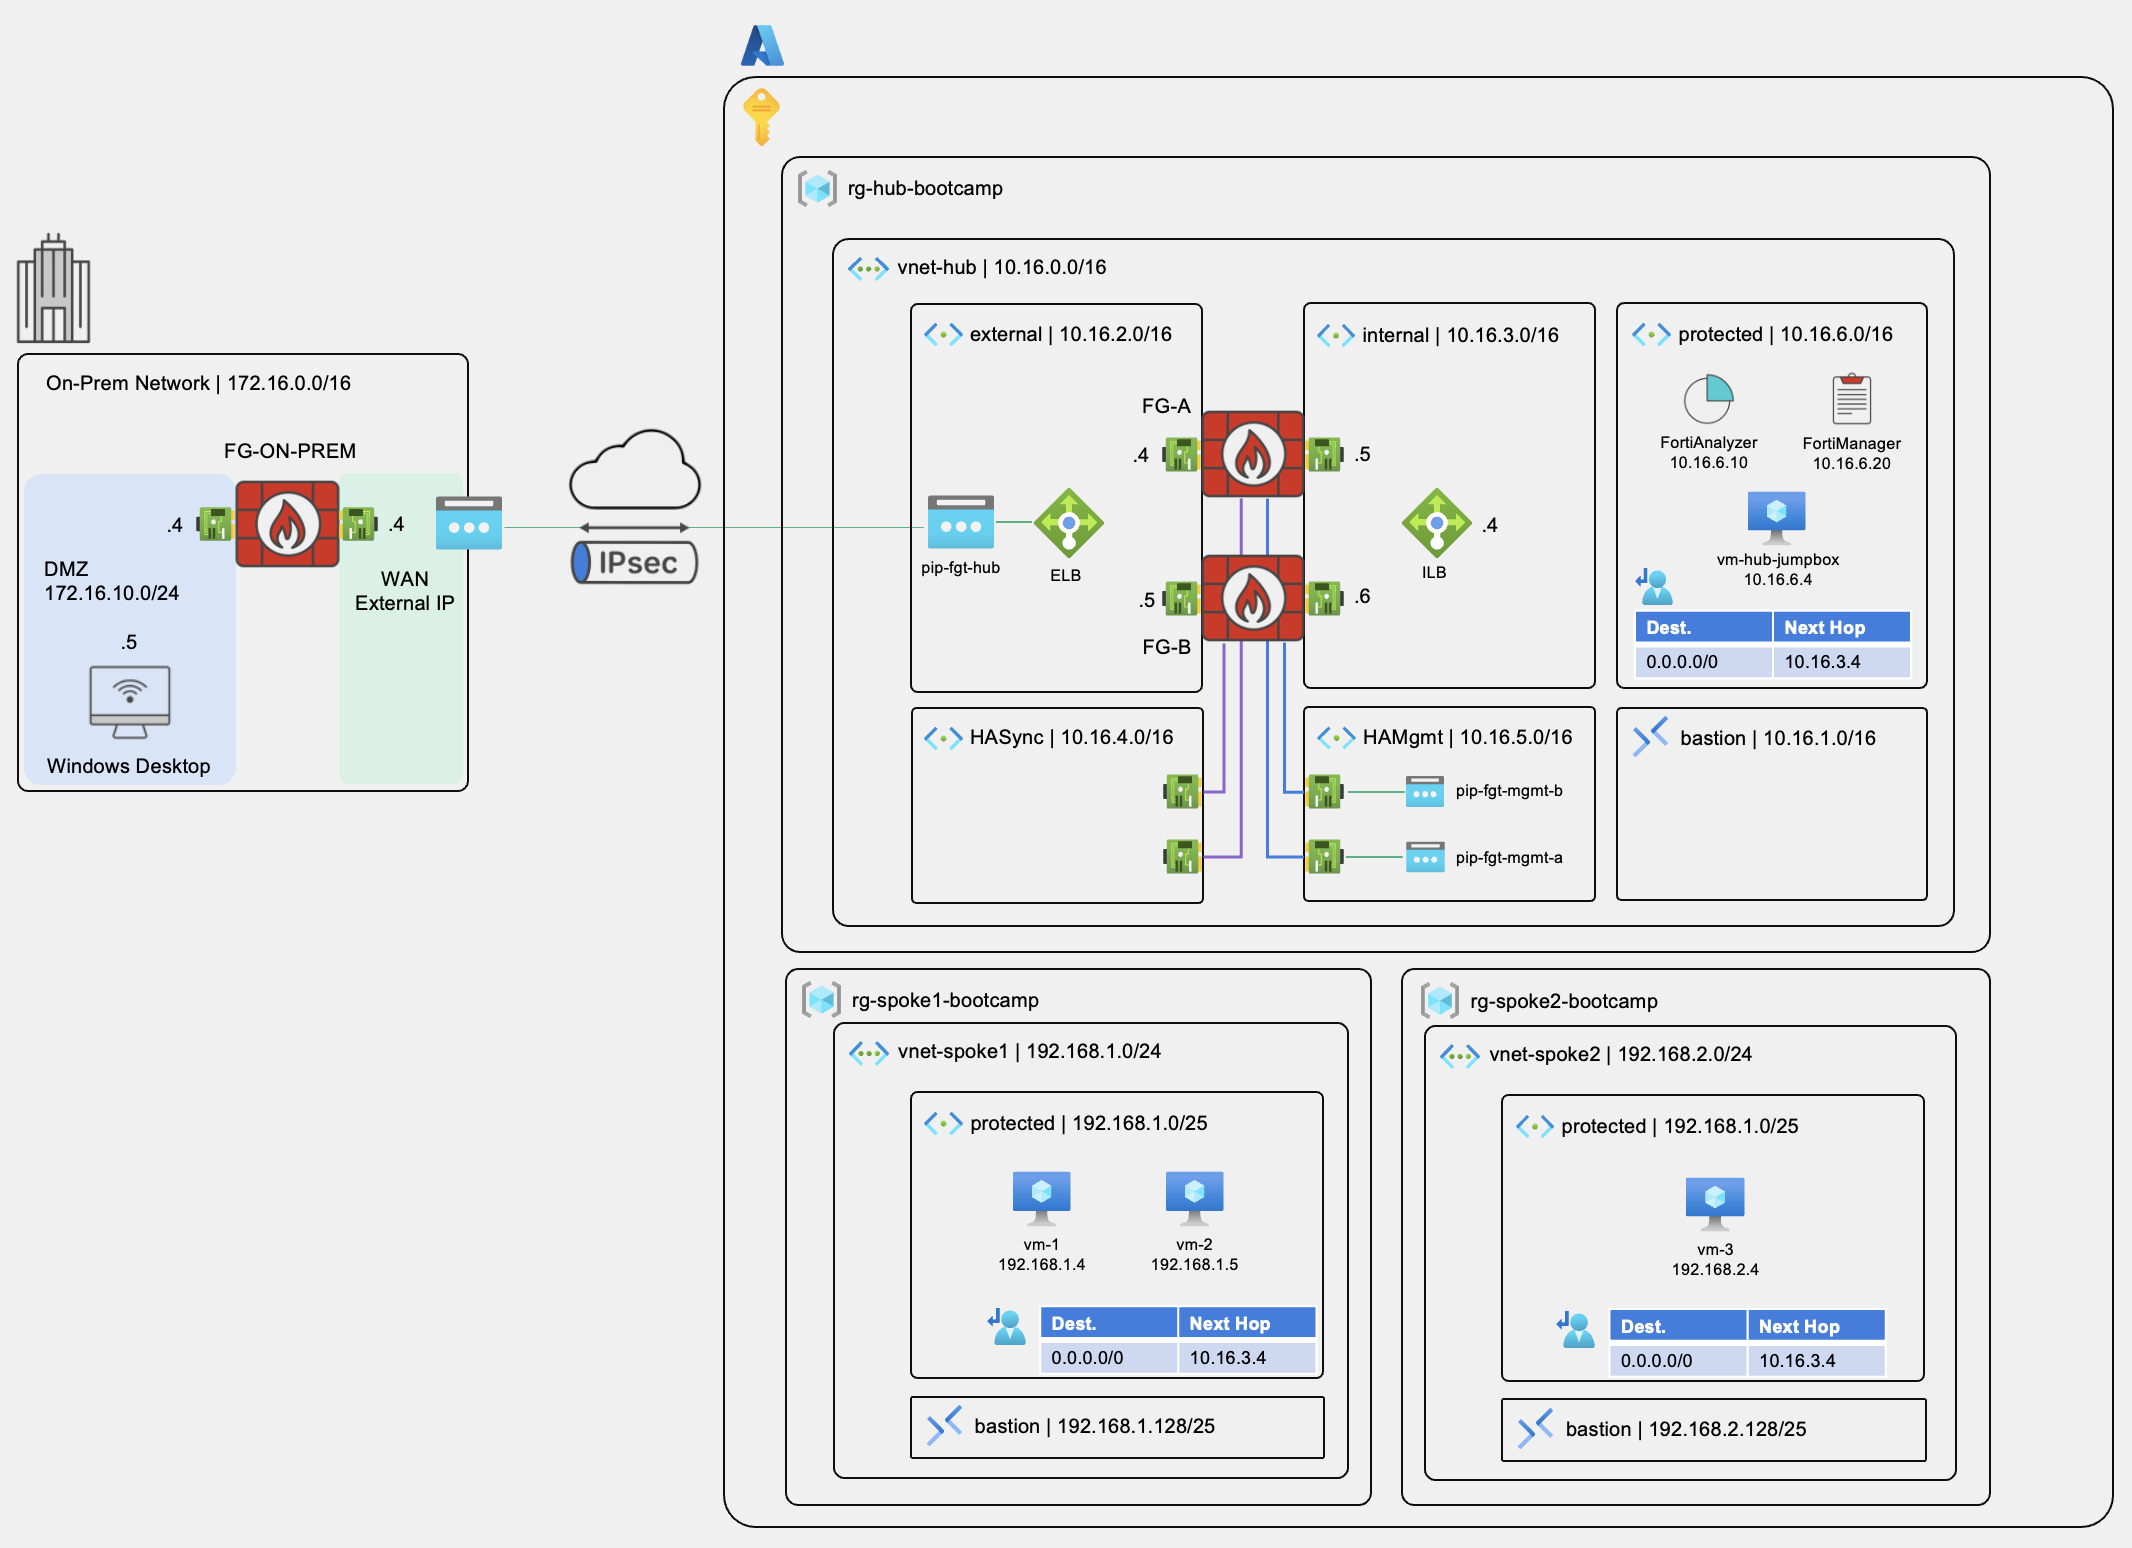 rg-hub-bootcamp
vnet-hub | 10.16.0.0/16
external | 10.16.2.0/16
internal | 10.16.3.0/16
protected | 10.16.6.0/16
On-Prem Network | 172.16.0.0/16
FG-ON-PREM
.4
.4
DMZ
172.16.10.0/24
.5
Windows Desktop
WAN
External IP
IPsec
pip-fgt-hub
ELB
FG-A
.4
.5
.5
.6
FG-B
.4
ILB
FortiAnalyzer
10.16.6.10
FortiManager
10.16.6.20
vm-hub-jumpbox
10.16.6.4
Dest. Next Hop
0.0.0.0/0 10.16.3.4
HASync | 10.16.4.0/16
HAMgmt | 10.16.5.0/16
pip-fgt-mgmt-b
pip-fgt-mgmt-a
bastion | 10.16.1.0/16
rg-spoke1-bootcamp
vnet-spoke1 | 192.168.1.0/24
protected | 192.168.1.0/25
vm-1
192.168.1.4
vm-2
192.168.1.5
Dest. Next Hop
0.0.0.0/0 10.16.3.4
bastion | 192.168.1.128/25
rg-spoke2-bootcamp
vnet-spoke2 | 192.168.2.0/24
protected | 192.168.1.0/25
vm-3
192.168.2.4
Dest. Next Hop
0.0.0.0/0 10.16.3.4
bastion | 192.168.2.128/25